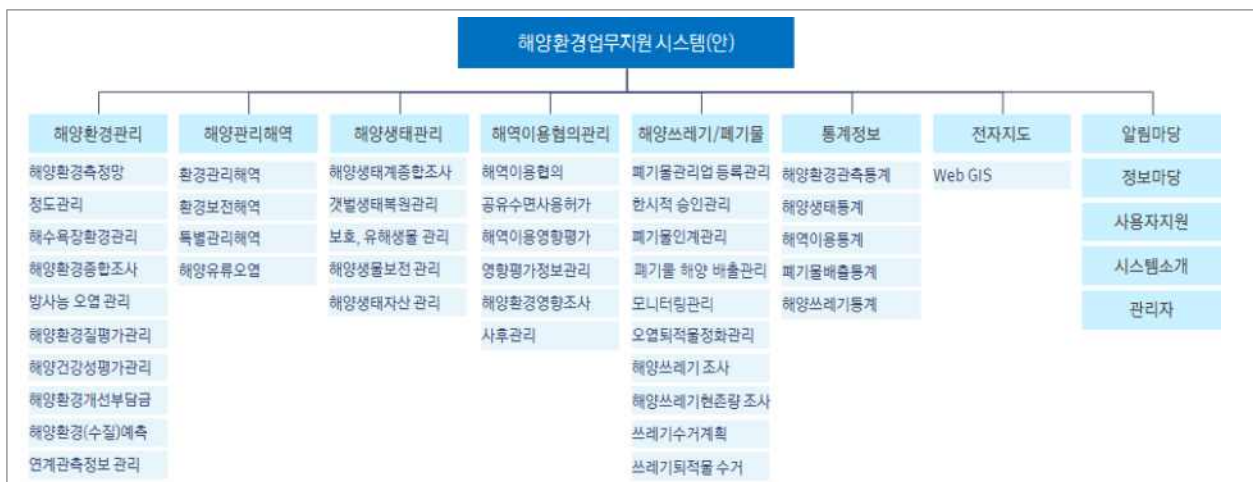 해양환경업무지원 시스템(안)
해양환경관리
해양환경측정망
정도관리
해수욕장환경관리
해양환경종합조사
방사능 오염 관리
해양환경질평가관리
해양건강성평가관리
해양환경개선부담금
해양환경(수질)예측
연계관측정보 관리
해양관리해역
환경관리해역
환경보전해역
특별관리해역
해양유류오염
해양생태관리
해양생태계종합조사
갯벌생태복원관리
보호, 유해생물 관리
해양생물보전 관리
해양생태자산 관리
해역이용협의관리
해역이용협의
공유수면사용허가
해역이용영향평가
영향평가정보관리
해양환경영향조사
사후관리
해양쓰레기/폐기물
폐기물관리업 등록관리
한시적 승인관리
폐기물인계관리
폐기물 해양 배출관리
모니터링관리
오염퇴적물정화관리
해양쓰레기 조사
해양쓰레기현존량 조사
쓰레기수거계획
쓰레기퇴적물 수거
통계정보
해양환경관측통계
해양생태통계
해역이용통계
폐기물배출통계
해양쓰레기통계
전자지도
Web GIS
알림마당
정보마당
사용자지원
시스템소개
관리자